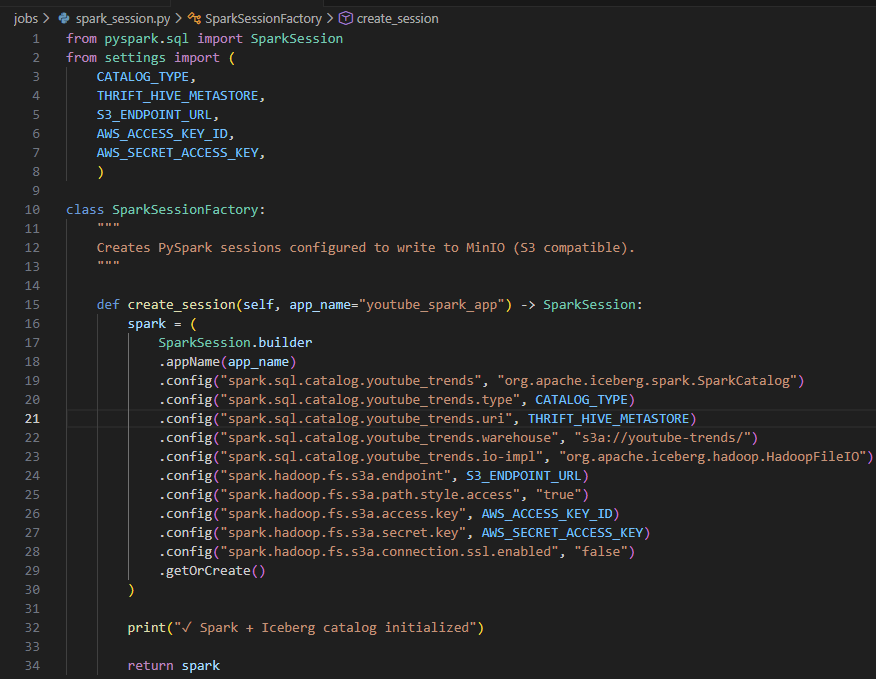 jobs > spark_session.py > SparkSessionFactory > create_session
1 from pyspark.sql import SparkSession
2 from settings import (
3     CATALOG_TYPE,
4     THRIFT_HIVE_METASTORE,
5     S3_ENDPOINT_URL,
6     AWS_ACCESS_KEY_ID,
7     AWS_SECRET_ACCESS_KEY,
8     )
9
10 class SparkSessionFactory:
11     """
12     Creates PySpark sessions configured to write to MinIO (S3 compatible).
13     """
14
15     def create_session(self, app_name="youtube_spark_app") -> SparkSession:
16         spark = (
17             SparkSession.builder
18             .appName(app_name)
19             .config("spark.sql.catalog.youtube_trends", "org.apache.iceberg.spark.SparkCatalog")
20             .config("spark.sql.catalog.youtube_trends.type", CATALOG_TYPE)
21             .config("spark.sql.catalog.youtube_trends.uri", THRIFT_HIVE_METASTORE)
22             .config("spark.sql.catalog.youtube_trends.warehouse", "s3a://youtube-trends/")
23             .config("spark.sql.catalog.youtube_trends.io-impl", "org.apache.iceberg.hadoop.HadoopFileIO")
24             .config("spark.hadoop.fs.s3a.endpoint", S3_ENDPOINT_URL)
25             .config("spark.hadoop.fs.s3a.path.style.access", "true")
26             .config("spark.hadoop.fs.s3a.access.key", AWS_ACCESS_KEY_ID)
27             .config("spark.hadoop.fs.s3a.secret.key", AWS_SECRET_ACCESS_KEY)
28             .config("spark.hadoop.fs.s3a.connection.ssl.enabled", "false")
29             .getOrCreate()
30         )
31
32         print("✓ Spark + Iceberg catalog initialized")
33
34         return spark